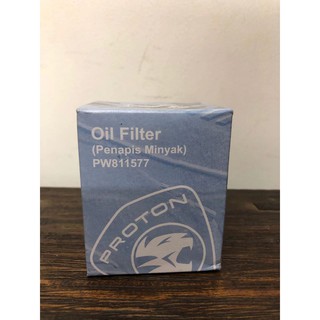 Oil Filter
(Penapis Minyak)
PW811577
PROTON